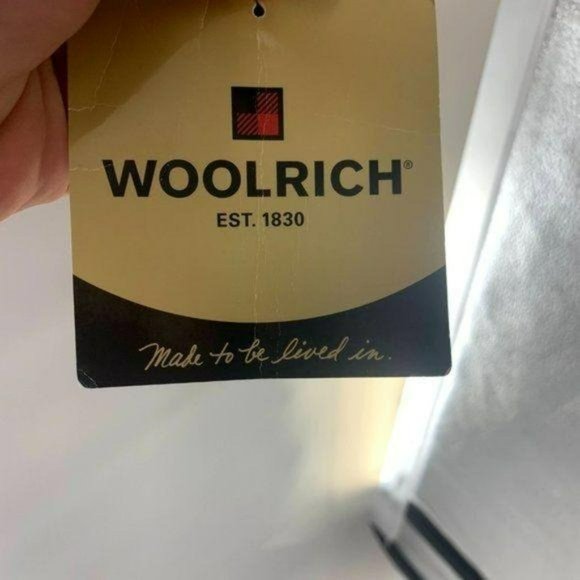 WOOLRICH®
EST. 1830
Made to be lived in.